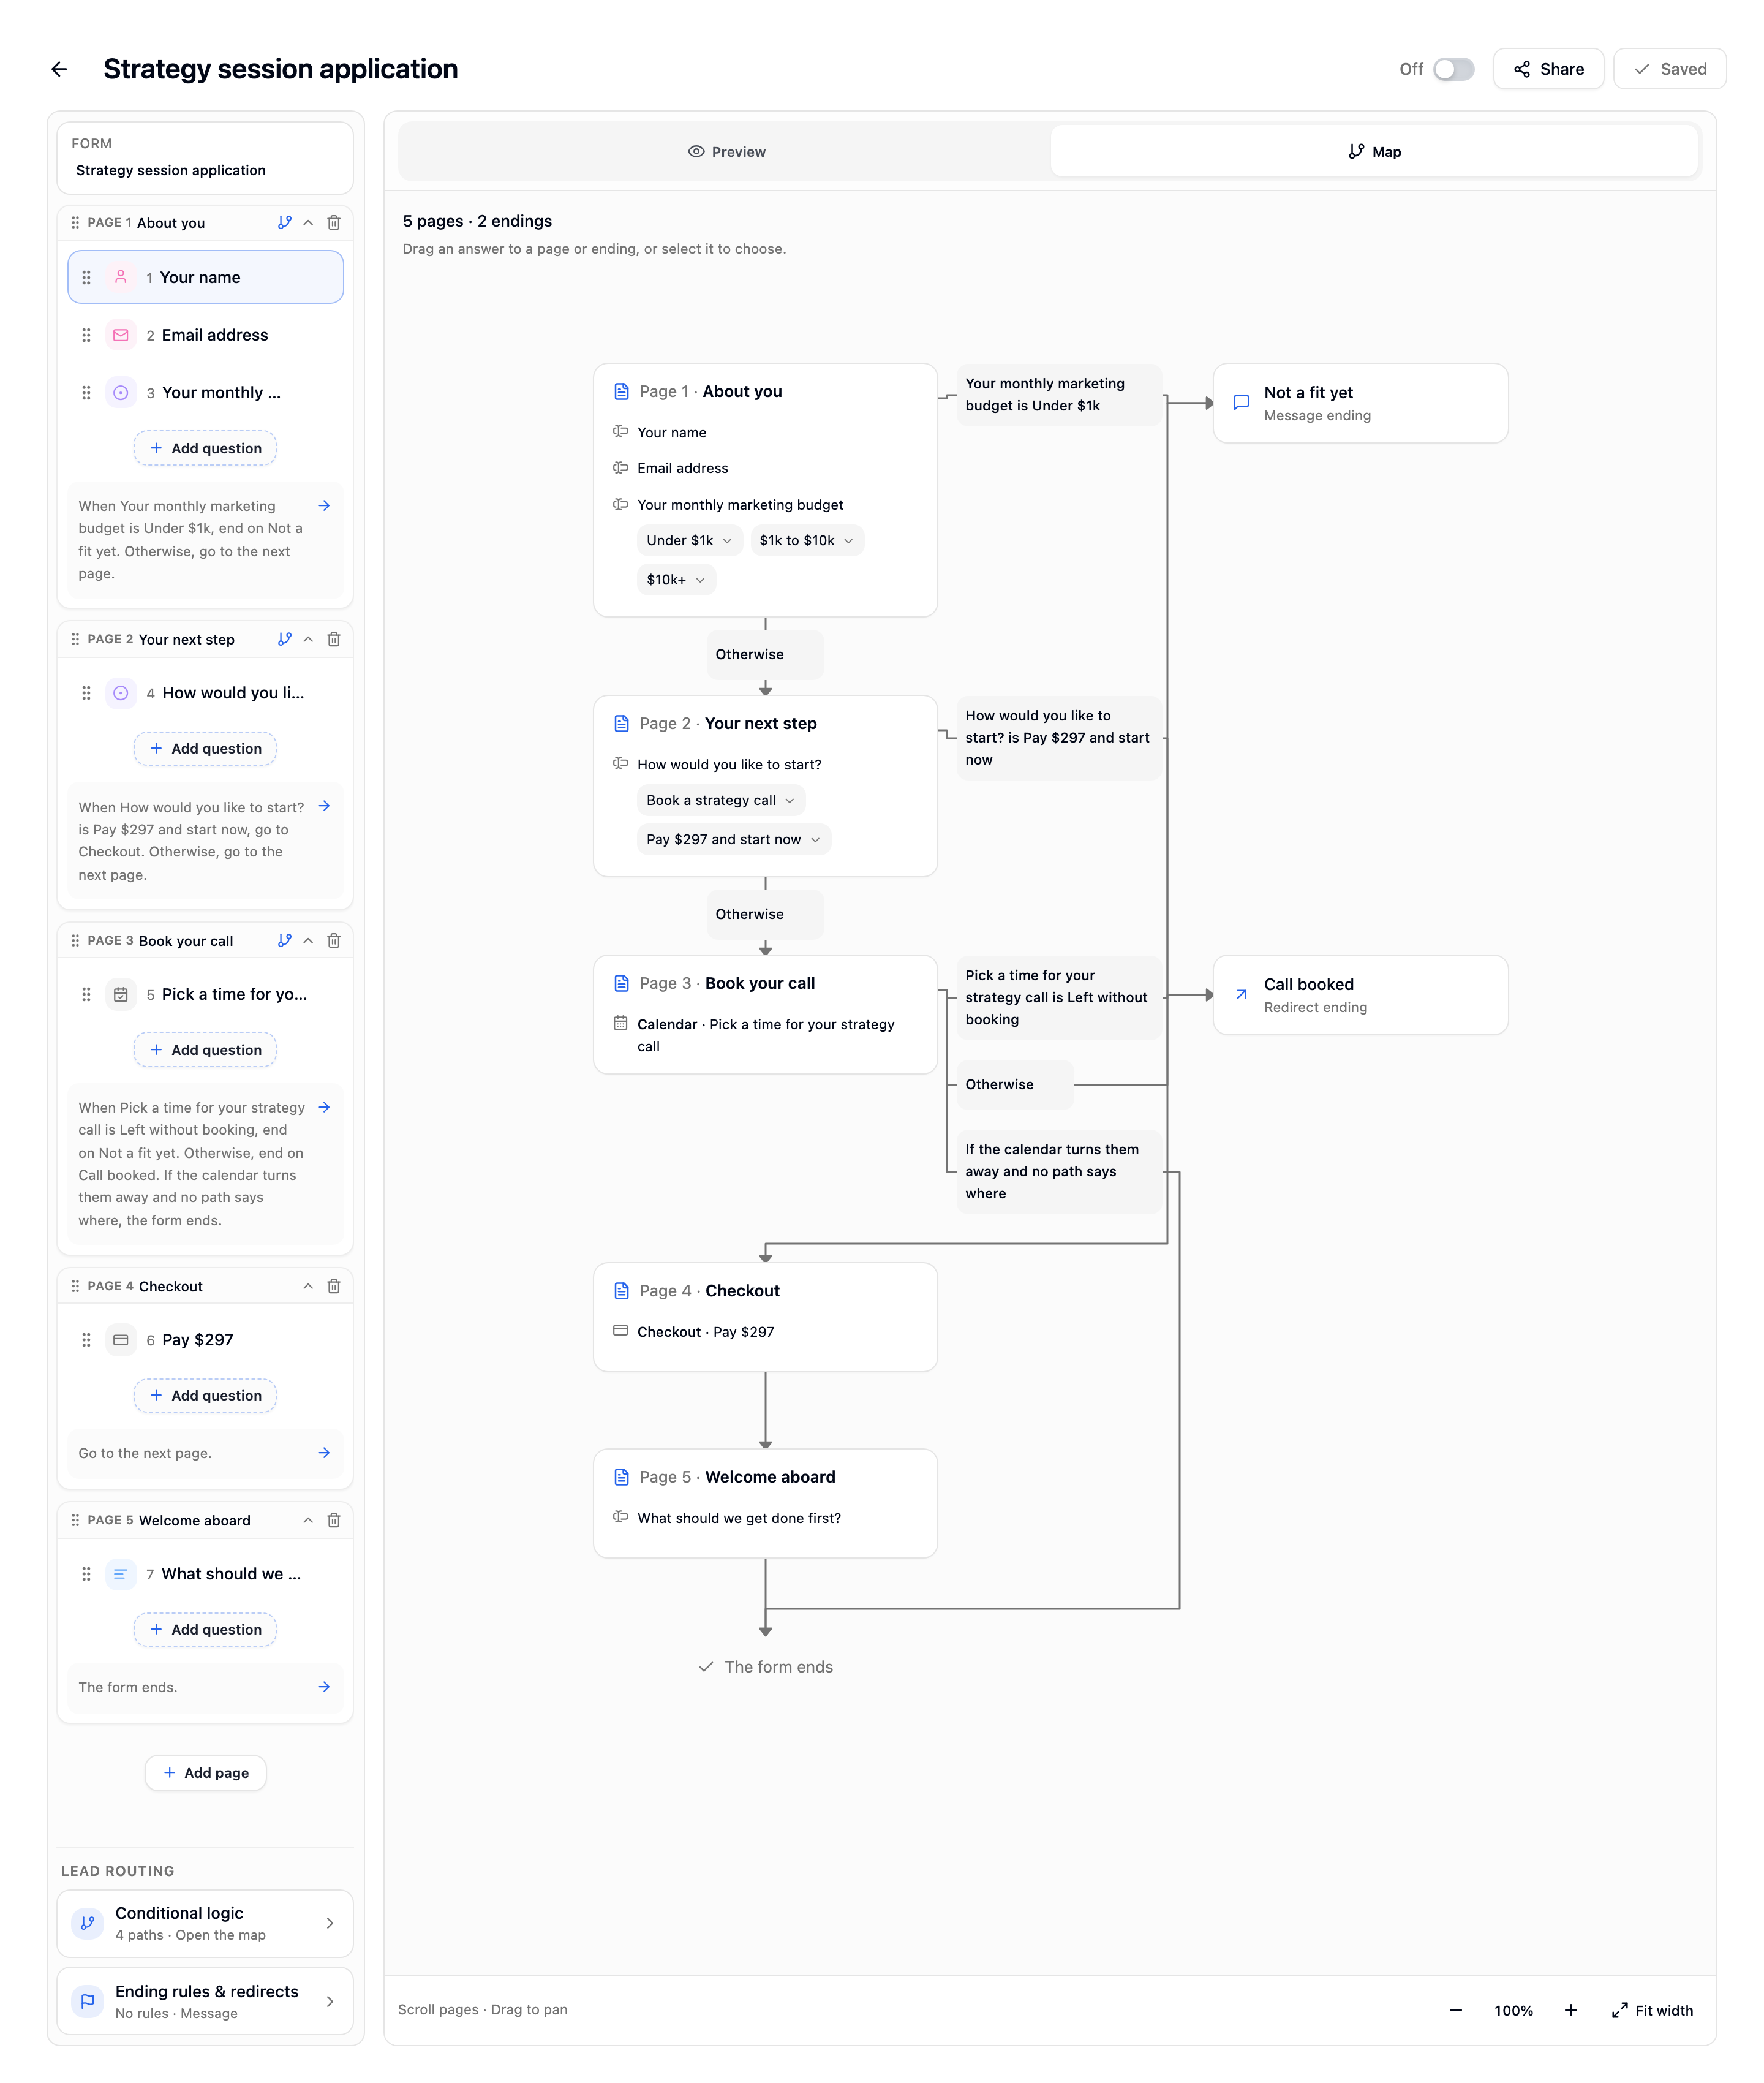 Strategy session application
Off
Share
Saved
FORM
Strategy session application
PAGE 1 About you
1 Your name
2 Email address
3 Your monthly ...
+ Add question
When Your monthly marketing
budget is Under $1k, end on Not a
fit yet. Otherwise, go to the next
page.
PAGE 2 Your next step
4 How would you li...
+ Add question
When How would you like to start?
is Pay $297 and start now, go to
Checkout. Otherwise, go to the
next page.
PAGE 3 Book your call
5 Pick a time for yo...
+ Add question
When Pick a time for your strategy
call is Left without booking, end
on Not a fit yet. Otherwise, end on
Call booked. If the calendar turns
them away and no path says
where, the form ends.
PAGE 4 Checkout
6 Pay $297
+ Add question
Go to the next page.
PAGE 5 Welcome aboard
7 What should we ...
+ Add question
The form ends.
+ Add page
LEAD ROUTING
Conditional logic
4 paths · Open the map
Ending rules & redirects
No rules · Message
Preview
Map
5 pages · 2 endings
Drag an answer to a page or ending, or select it to choose.
Page 1 · About you
Your name
Email address
Your monthly marketing budget
Under $1k
$1k to $10k
$10k+
Your monthly marketing
budget is Under $1k
Not a fit yet
Message ending
Otherwise
Page 2 · Your next step
How would you like to start?
Book a strategy call
Pay $297 and start now
How would you like to
start? is Pay $297 and start
now
Otherwise
Page 3 · Book your call
Calendar · Pick a time for your strategy
call
Pick a time for your
strategy call is Left without
booking
Call booked
Redirect ending
Otherwise
If the calendar turns them
away and no path says
where
Page 4 · Checkout
Checkout · Pay $297
Page 5 · Welcome aboard
What should we get done first?
The form ends
Scroll pages · Drag to pan
− 100% +
Fit width